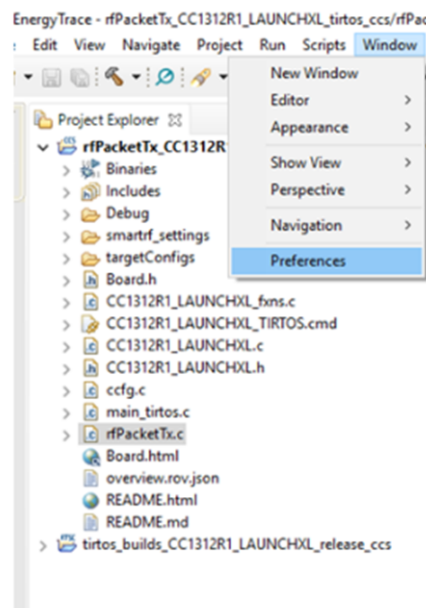 EnergyTrace - rfPacketTx_CC1312R1_LAUNCHXL_tirtos_ccs/rfPac
Edit View Navigate Project Run Scripts Window
New Window
Editor
Appearance
Show View
Perspective
Navigation
Preferences
Project Explorer
rfPacketTx_CC1312R
Binaries
Includes
Debug
smartrf_settings
targetConfigs
Board.h
CC1312R1_LAUNCHXL_fxns.c
CC1312R1_LAUNCHXL_TIRTOS.cmd
CC1312R1_LAUNCHXL.c
CC1312R1_LAUNCHXL.h
ccfg.c
main_tirtos.c
rfPacketTx.c
Board.html
overview.rov.json
README.html
README.md
tirtos_builds_CC1312R1_LAUNCHXL_release_ccs